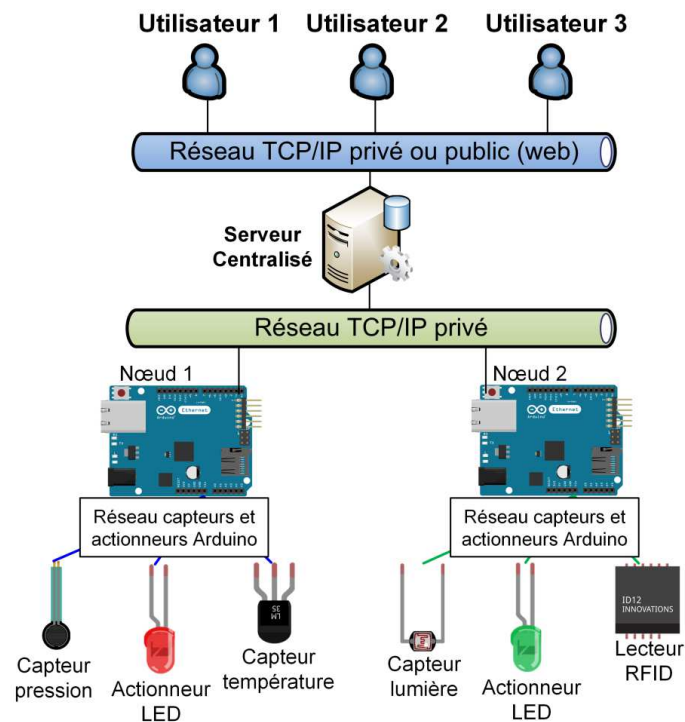 Utilisateur 1
Utilisateur 2
Utilisateur 3
Réseau TCP/IP privé ou public (web)
Serveur
Centralisé
Réseau TCP/IP privé
Nœud 1
Nœud 2
Ethernet
Ethernet
Réseau capteurs et
actionneurs Arduino
Réseau capteurs et
actionneurs Arduino
LM
35
ID12
INNOVATIONS
Capteur
pression
Actionneur
LED
Capteur
température
Capteur
lumière
Actionneur
LED
Lecteur
RFID